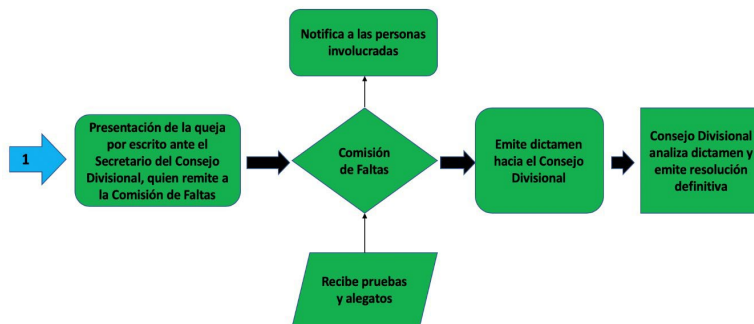 Notifica a las personas
involucradas
1
Presentación de la queja
por escrito ante el
Secretario del Consejo
Divisional, quien remite a
la Comisión de Faltas
Comisión
de Faltas
Emite dictamen
hacia el Consejo
Divisional
Consejo Divisional
analiza dictamen y
emite resolución
definitiva
Recibe pruebas
y alegatos